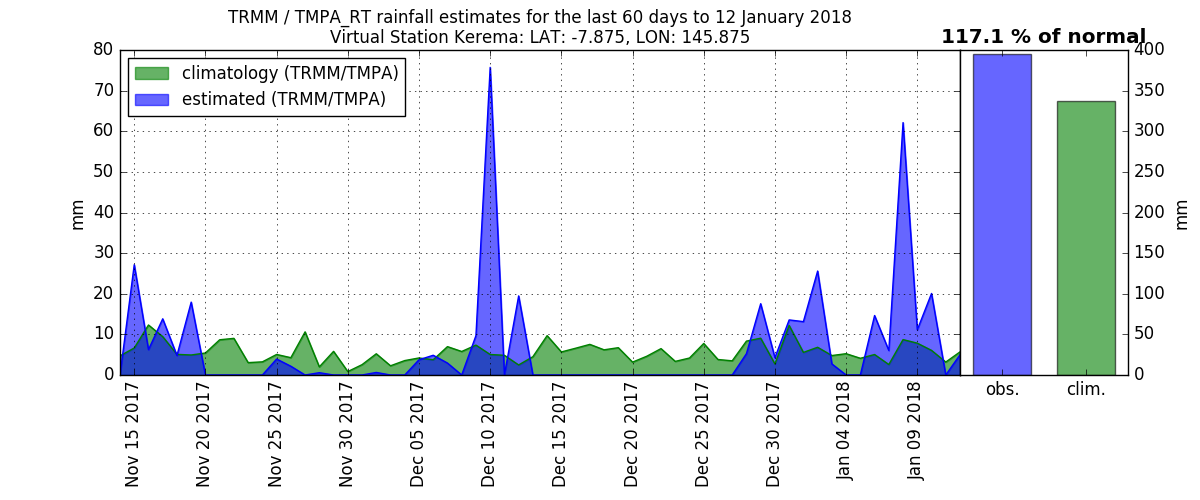 TRMM / TMPA_RT rainfall estimates for the last 60 days to 12 January 2018
Virtual Station Kerema: LAT: -7.875, LON: 145.875
117.1 % of normal
climatology (TRMM/TMPA)
estimated (TRMM/TMPA)
mm
80
70
60
50
40
30
20
10
0
Nov 15 2017
Nov 20 2017
Nov 25 2017
Nov 30 2017
Dec 05 2017
Dec 10 2017
Dec 15 2017
Dec 20 2017
Dec 25 2017
Dec 30 2017
Jan 04 2018
Jan 09 2018
obs.
clim.
400
350
300
250
200
150
100
50
0
mm